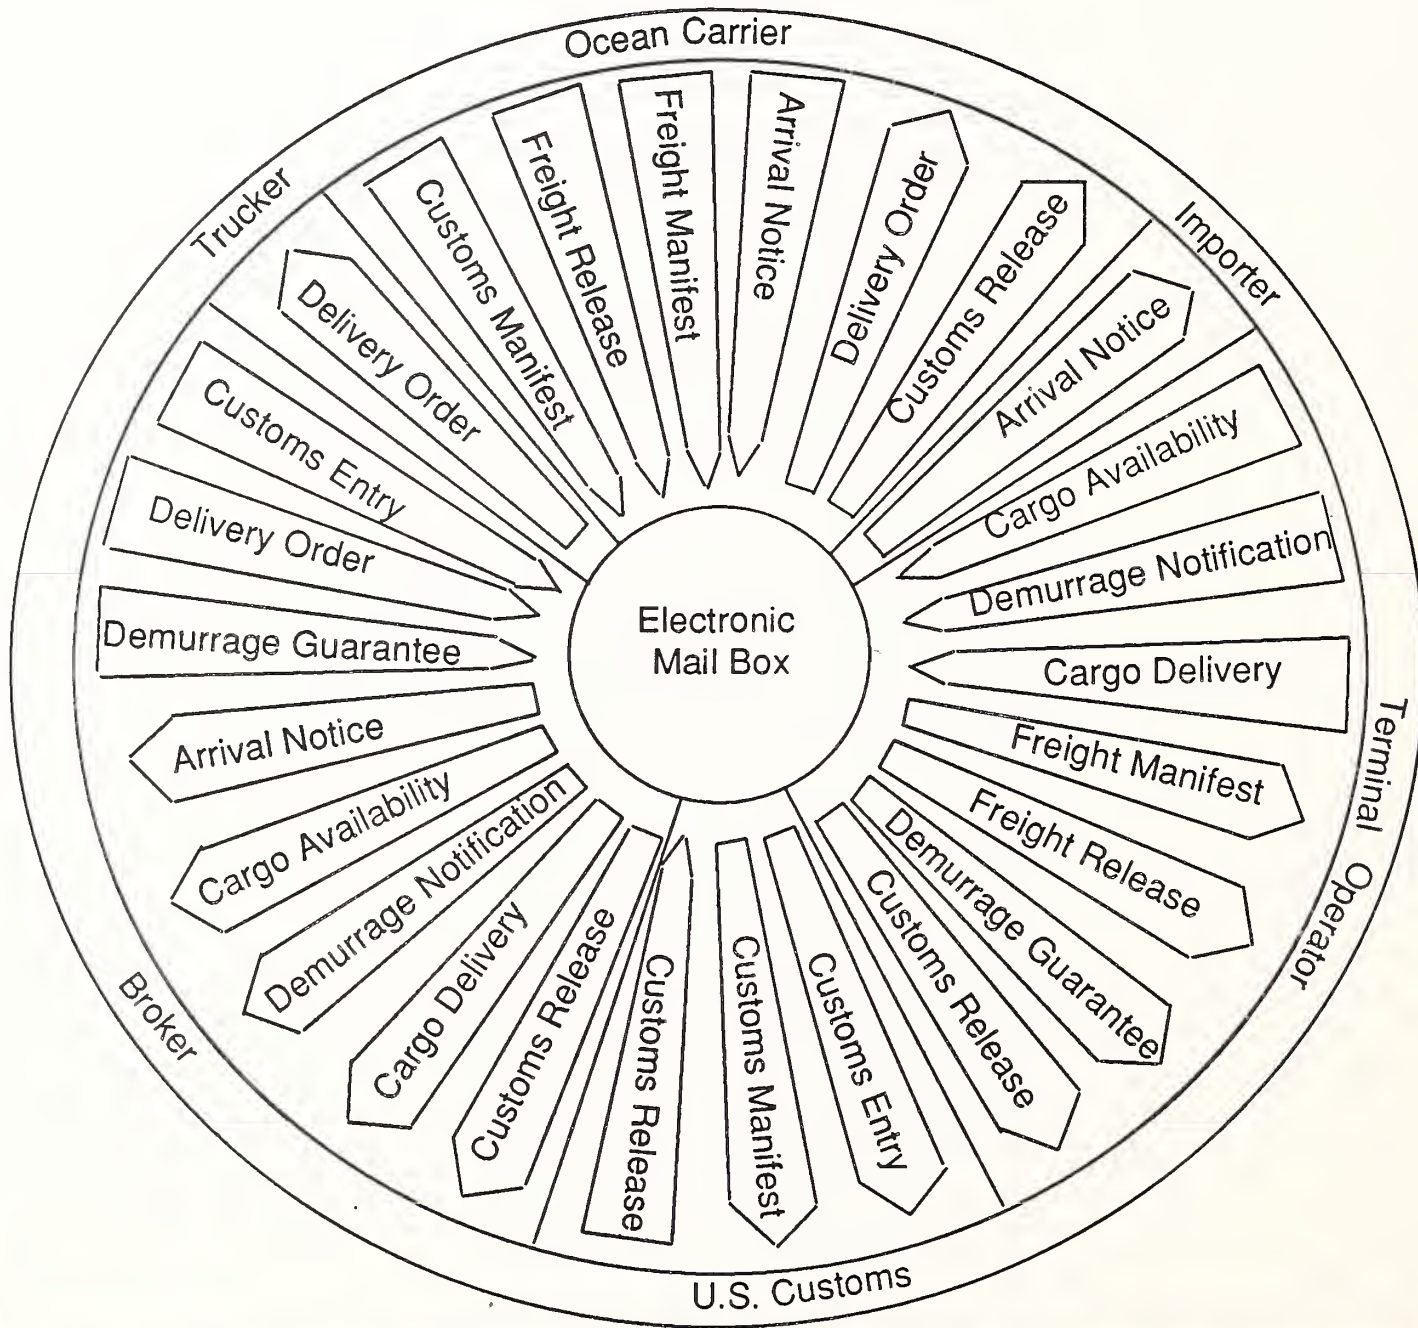 Ocean Carrier
Customs Manifest
Freight Release
Freight Manifest
Arrival Notice
Delivery Order
Customs Release
Importer
Arrival Notice
Terminal Operator
Cargo Availability
Demurrage Notification
Cargo Delivery
Freight Manifest
Freight Release
Demurrage Guarantee
Customs Release
U.S. Customs
Customs Entry
Customs Manifest
Customs Release
Broker
Customs Release
Cargo Delivery
Demurrage Notification
Cargo Availability
Arrival Notice
Demurrage Guarantee
Delivery Order
Customs Entry
Trucker
Delivery Order
Electronic
Mail Box